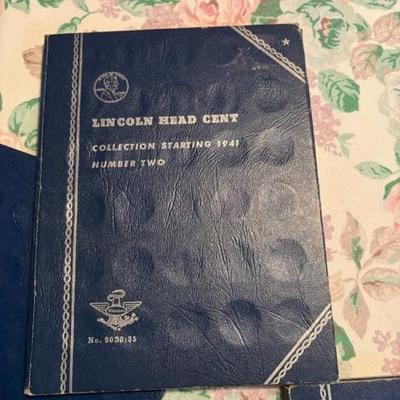 LINCOLN HEAD CENT
COLLECTION STARTING 1941
NUMBER TWO
No. 9030:35